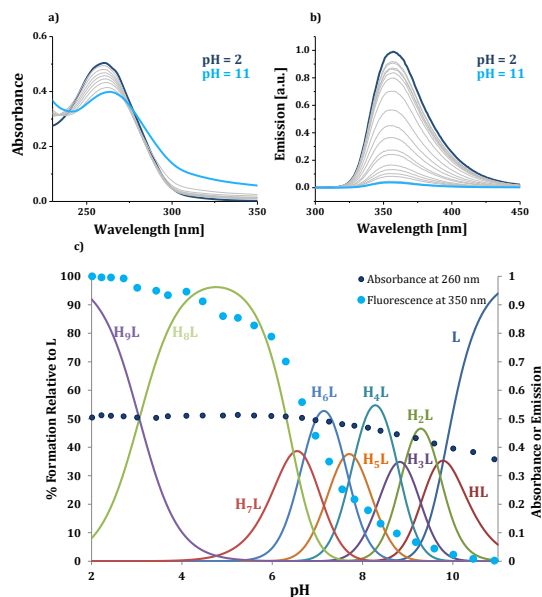 a)
pH = 2
pH = 11
Absorbance
0.6
0.4
0.2
0.0
250
300
350
Wavelength [nm]
b)
pH = 2
pH = 11
Emission [a.u.]
1.0
0.8
0.6
0.4
0.2
0.0
300
350
400
450
Wavelength [nm]
c)
% Formation Relative to L
100
90
80
70
60
50
40
30
20
10
0
2
4
6
8
10
pH
Absorbance at 260 nm
Fluorescence at 350 nm
H₉L
H₈L
H₇L
H₆L
H₅L
H₄L
H₃L
H₂L
HL
L
1
0.9
0.8
0.7
0.6
0.5
0.4
0.3
0.2
0.1
0
Absorbance or Emission